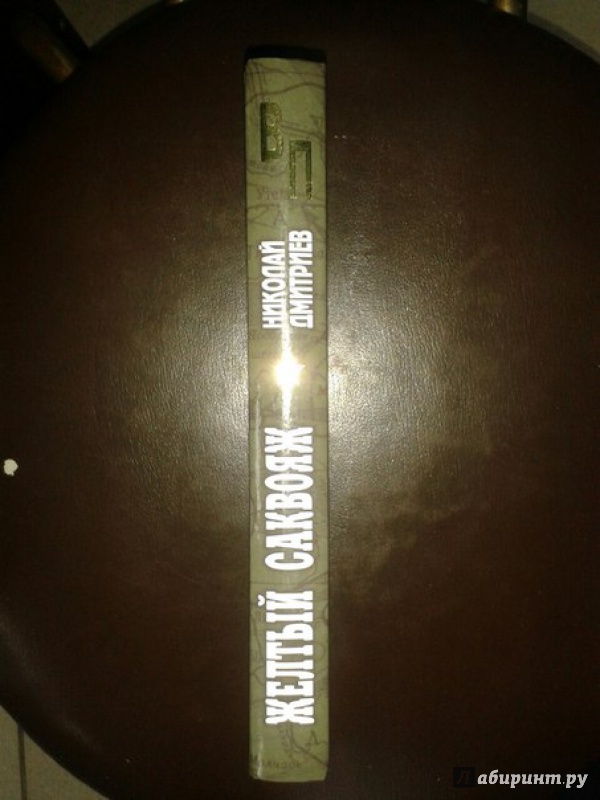 В
П
НИКОЛАЙ
ДМИТРИЕВ
ЖЕЛТЫЙ САКВОЯЖ
А
А
Лабиринт.ру